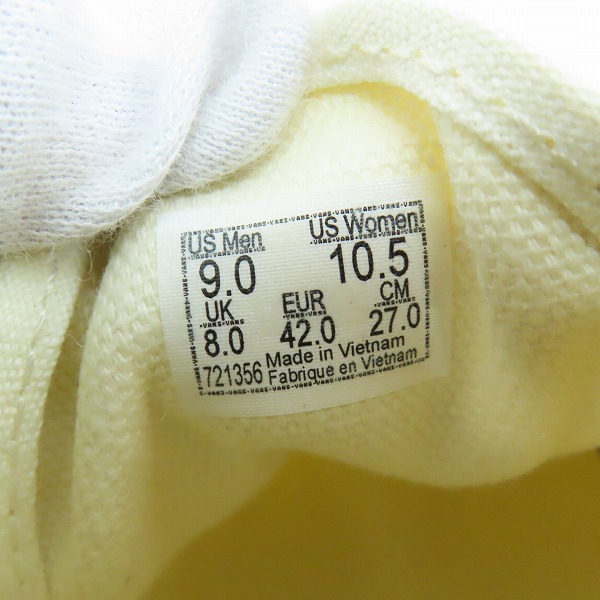 US Men US Women
9.0 10.5
UK EUR CM
8.0 42.0 27.0
721356 Made in Vietnam
Fabrique en Vietnam